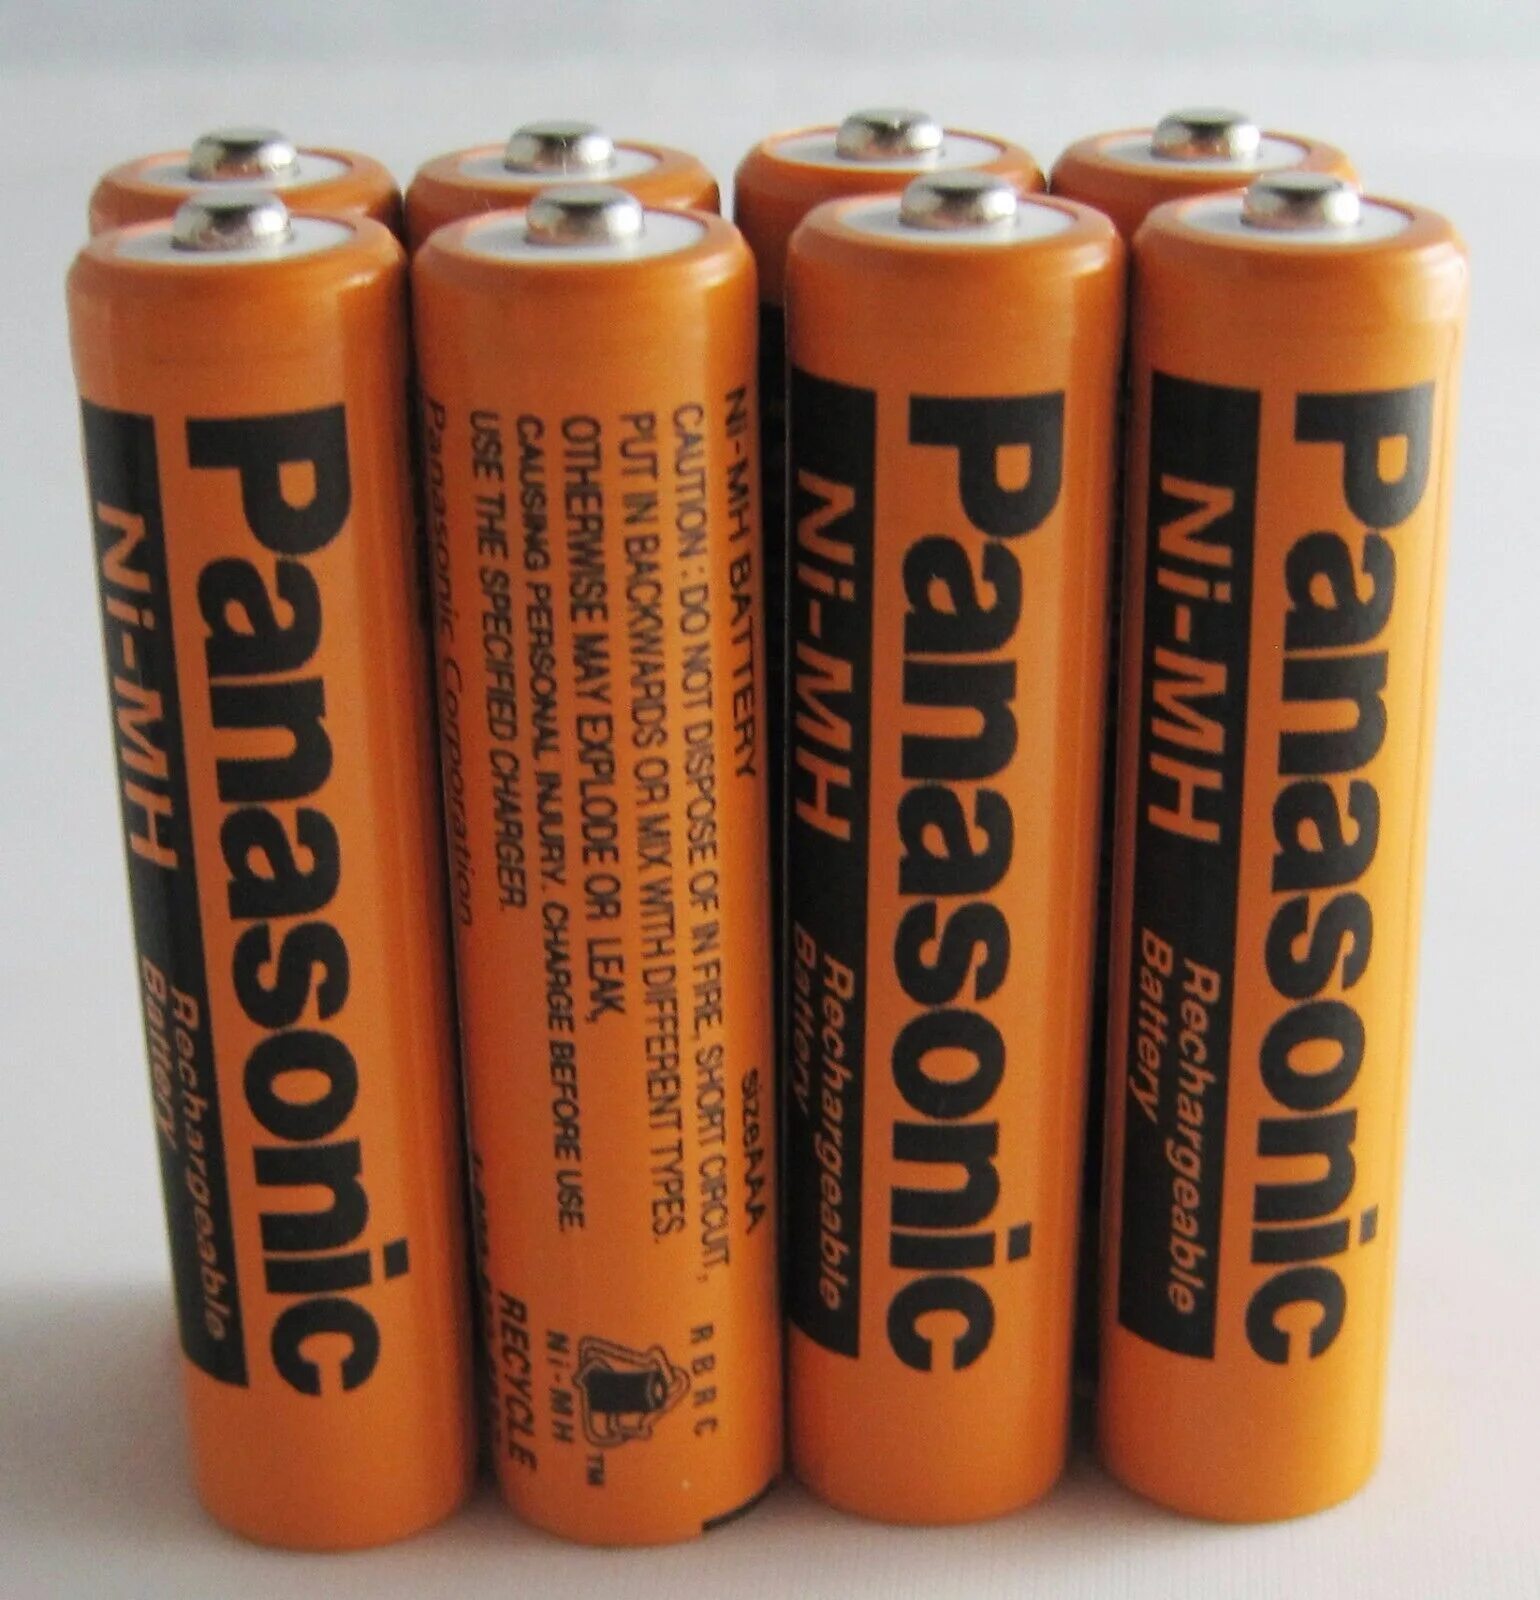 Panasonic
Ni-MH
Rechargeable
Battery
Ni-MH BATTERY sizeAAA
CAUTION : DO NOT DISPOSE OF IN FIRE, SHORT CIRCUIT,
PUT IN BACKWARDS OR MIX WITH DIFFERENT TYPES.
OTHERWISE MAY EXPLODE OR LEAK,
CAUSING PERSONAL INJURY. CHARGE BEFORE USE.
USE THE SPECIFIED CHARGER.
Panasonic Corporation
RBRC
TM
Ni-MH
RECYCLE
Panasonic
Ni-MH
Rechargeable
Battery
Panasonic
Ni-MH
Rechargeable
Battery